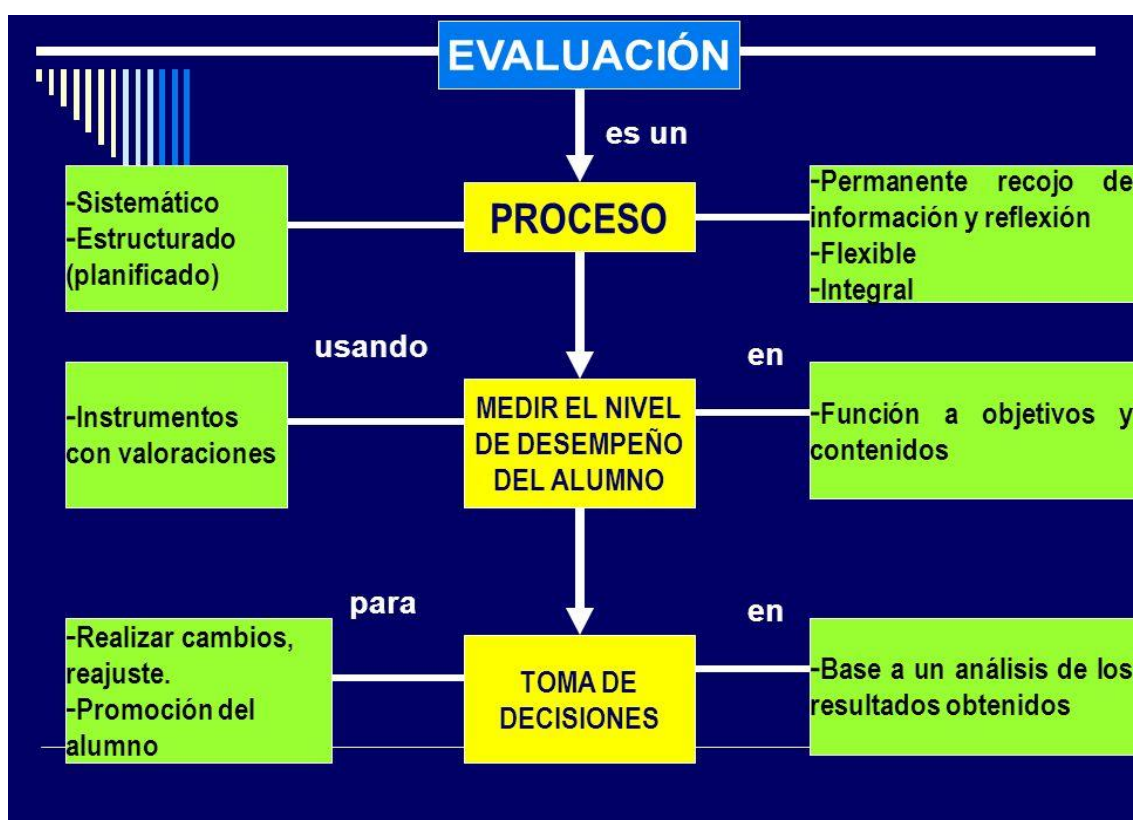 EVALUACIÓN
es un
-Sistemático
-Estructurado
(planificado)
PROCESO
-Permanente recojo de
información y reflexión
-Flexible
-Integral
usando
en
-Instrumentos
con valoraciones
MEDIR EL NIVEL
DE DESEMPEÑO
DEL ALUMNO
-Función a objetivos y
contenidos
para
en
-Realizar cambios,
reajuste.
-Promoción del
alumno
TOMA DE
DECISIONES
-Base a un análisis de los
resultados obtenidos